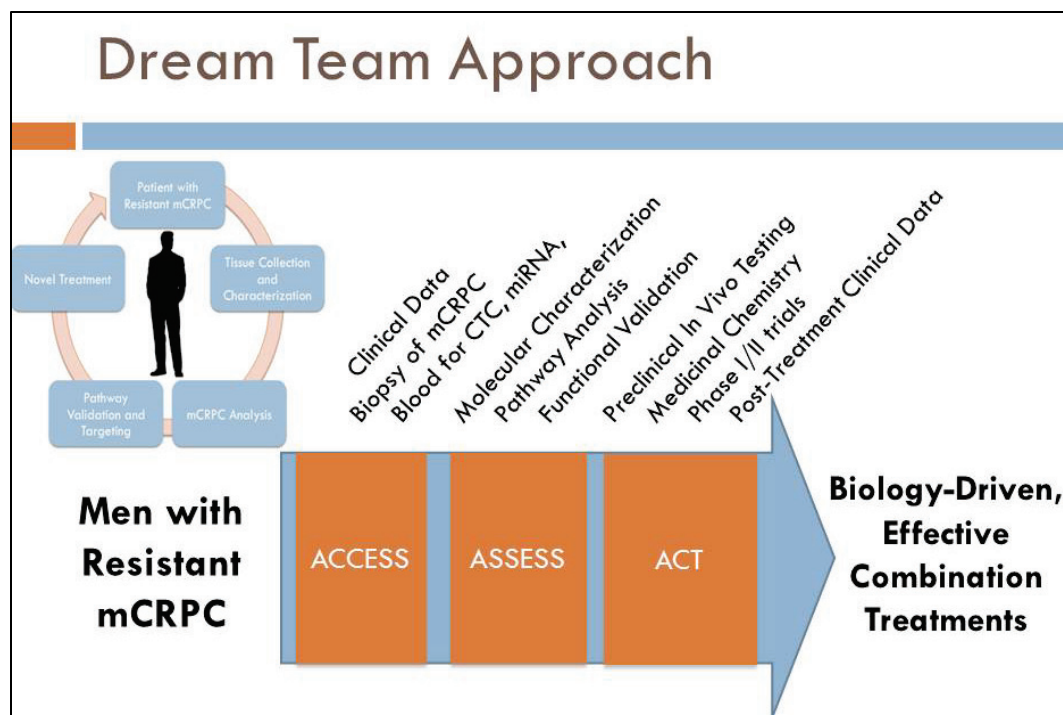 Dream Team Approach
Patient with
Resistant mCRPC
Tissue Collection
and
Characterization
mCRPC Analysis
Pathway
Validation and
Targeting
Novel Treatment
Clinical Data
Biopsy of mCRPC
Blood for CTC, miRNA,
Molecular Characterization
Pathway Analysis
Functional Validation
Preclinical In Vivo Testing
Medicinal Chemistry
Phase I/II trials
Post-Treatment Clinical Data
Men with
Resistant
mCRPC
ACCESS
ASSESS
ACT
Biology-Driven,
Effective
Combination
Treatments